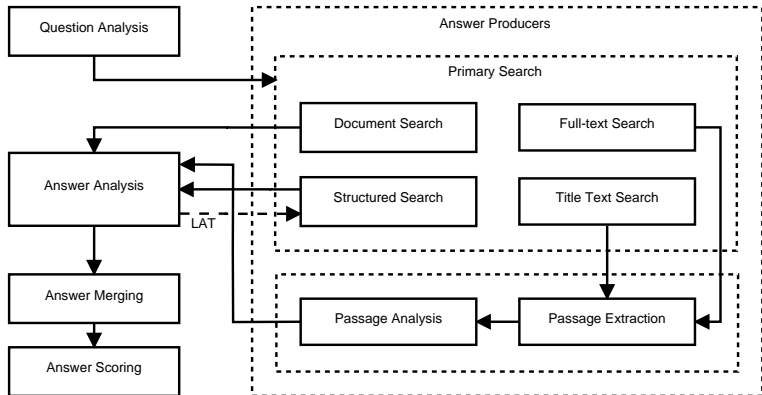 Question Analysis
Answer Producers
Primary Search
Document Search
Full-text Search
Answer Analysis
Structured Search
Title Text Search
LAT
Answer Merging
Passage Analysis
Passage Extraction
Answer Scoring